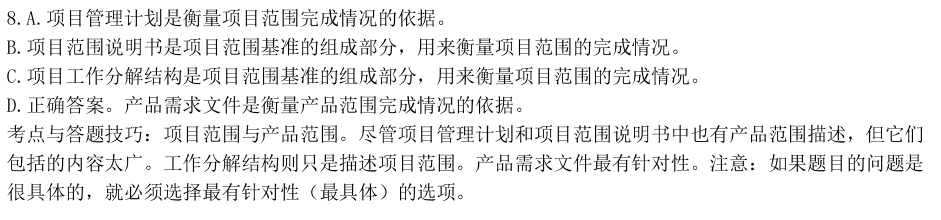 8.A.项目管理计划是衡量项目范围完成情况的依据。
B.项目范围说明书是项目范围基准的组成部分，用来衡量项目范围的完成情况。
C.项目工作分解结构是项目范围基准的组成部分，用来衡量项目范围的完成情况。
D.正确答案。产品需求文件是衡量产品范围完成情况的依据。
考点与答题技巧：项目范围与产品范围。尽管项目管理计划和项目范围说明书中也有产品范围描述，但它们
包括的内容太广。工作分解结构则只是描述项目范围。产品需求文件最有针对性。注意：如果题目的问题是
很具体的，就必须选择最有针对性（最具体）的选项。